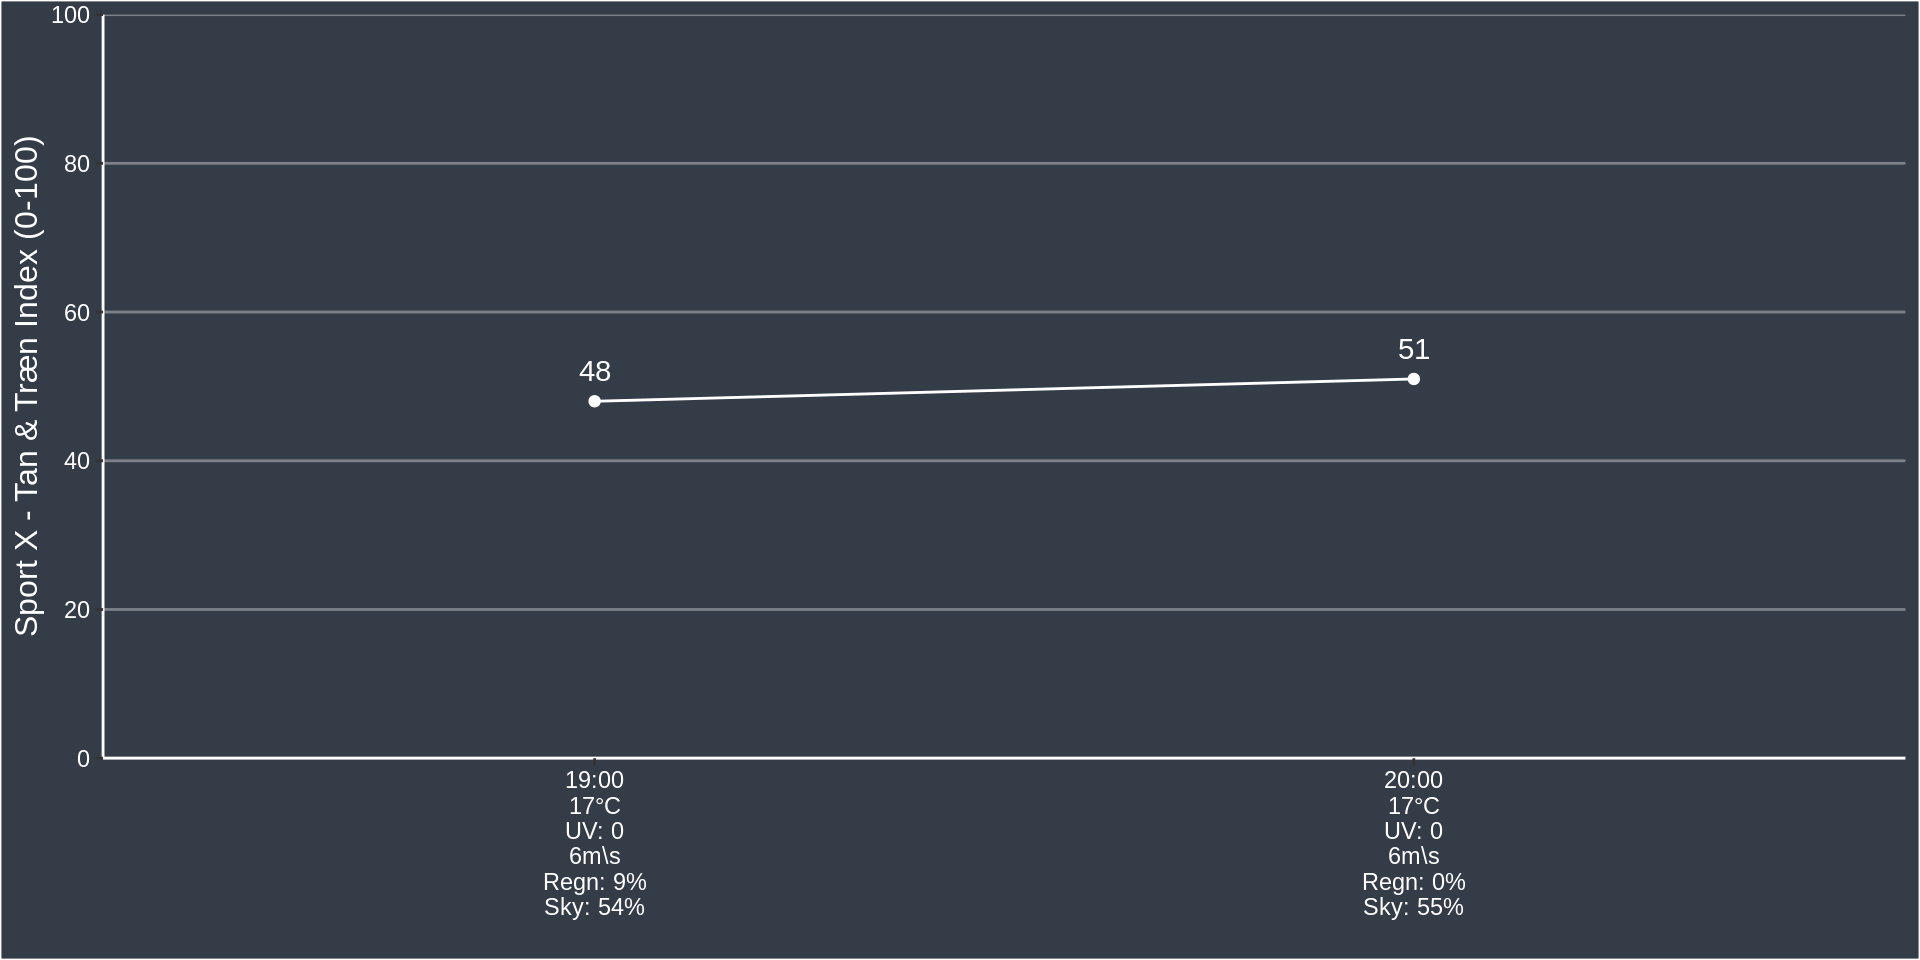 Sport X - Tan & Træn Index (0-100)
100
80
60
40
20
0
48
51
19:00
17°C
UV: 0
6m\s
Regn: 9%
Sky: 54%
20:00
17°C
UV: 0
6m\s
Regn: 0%
Sky: 55%